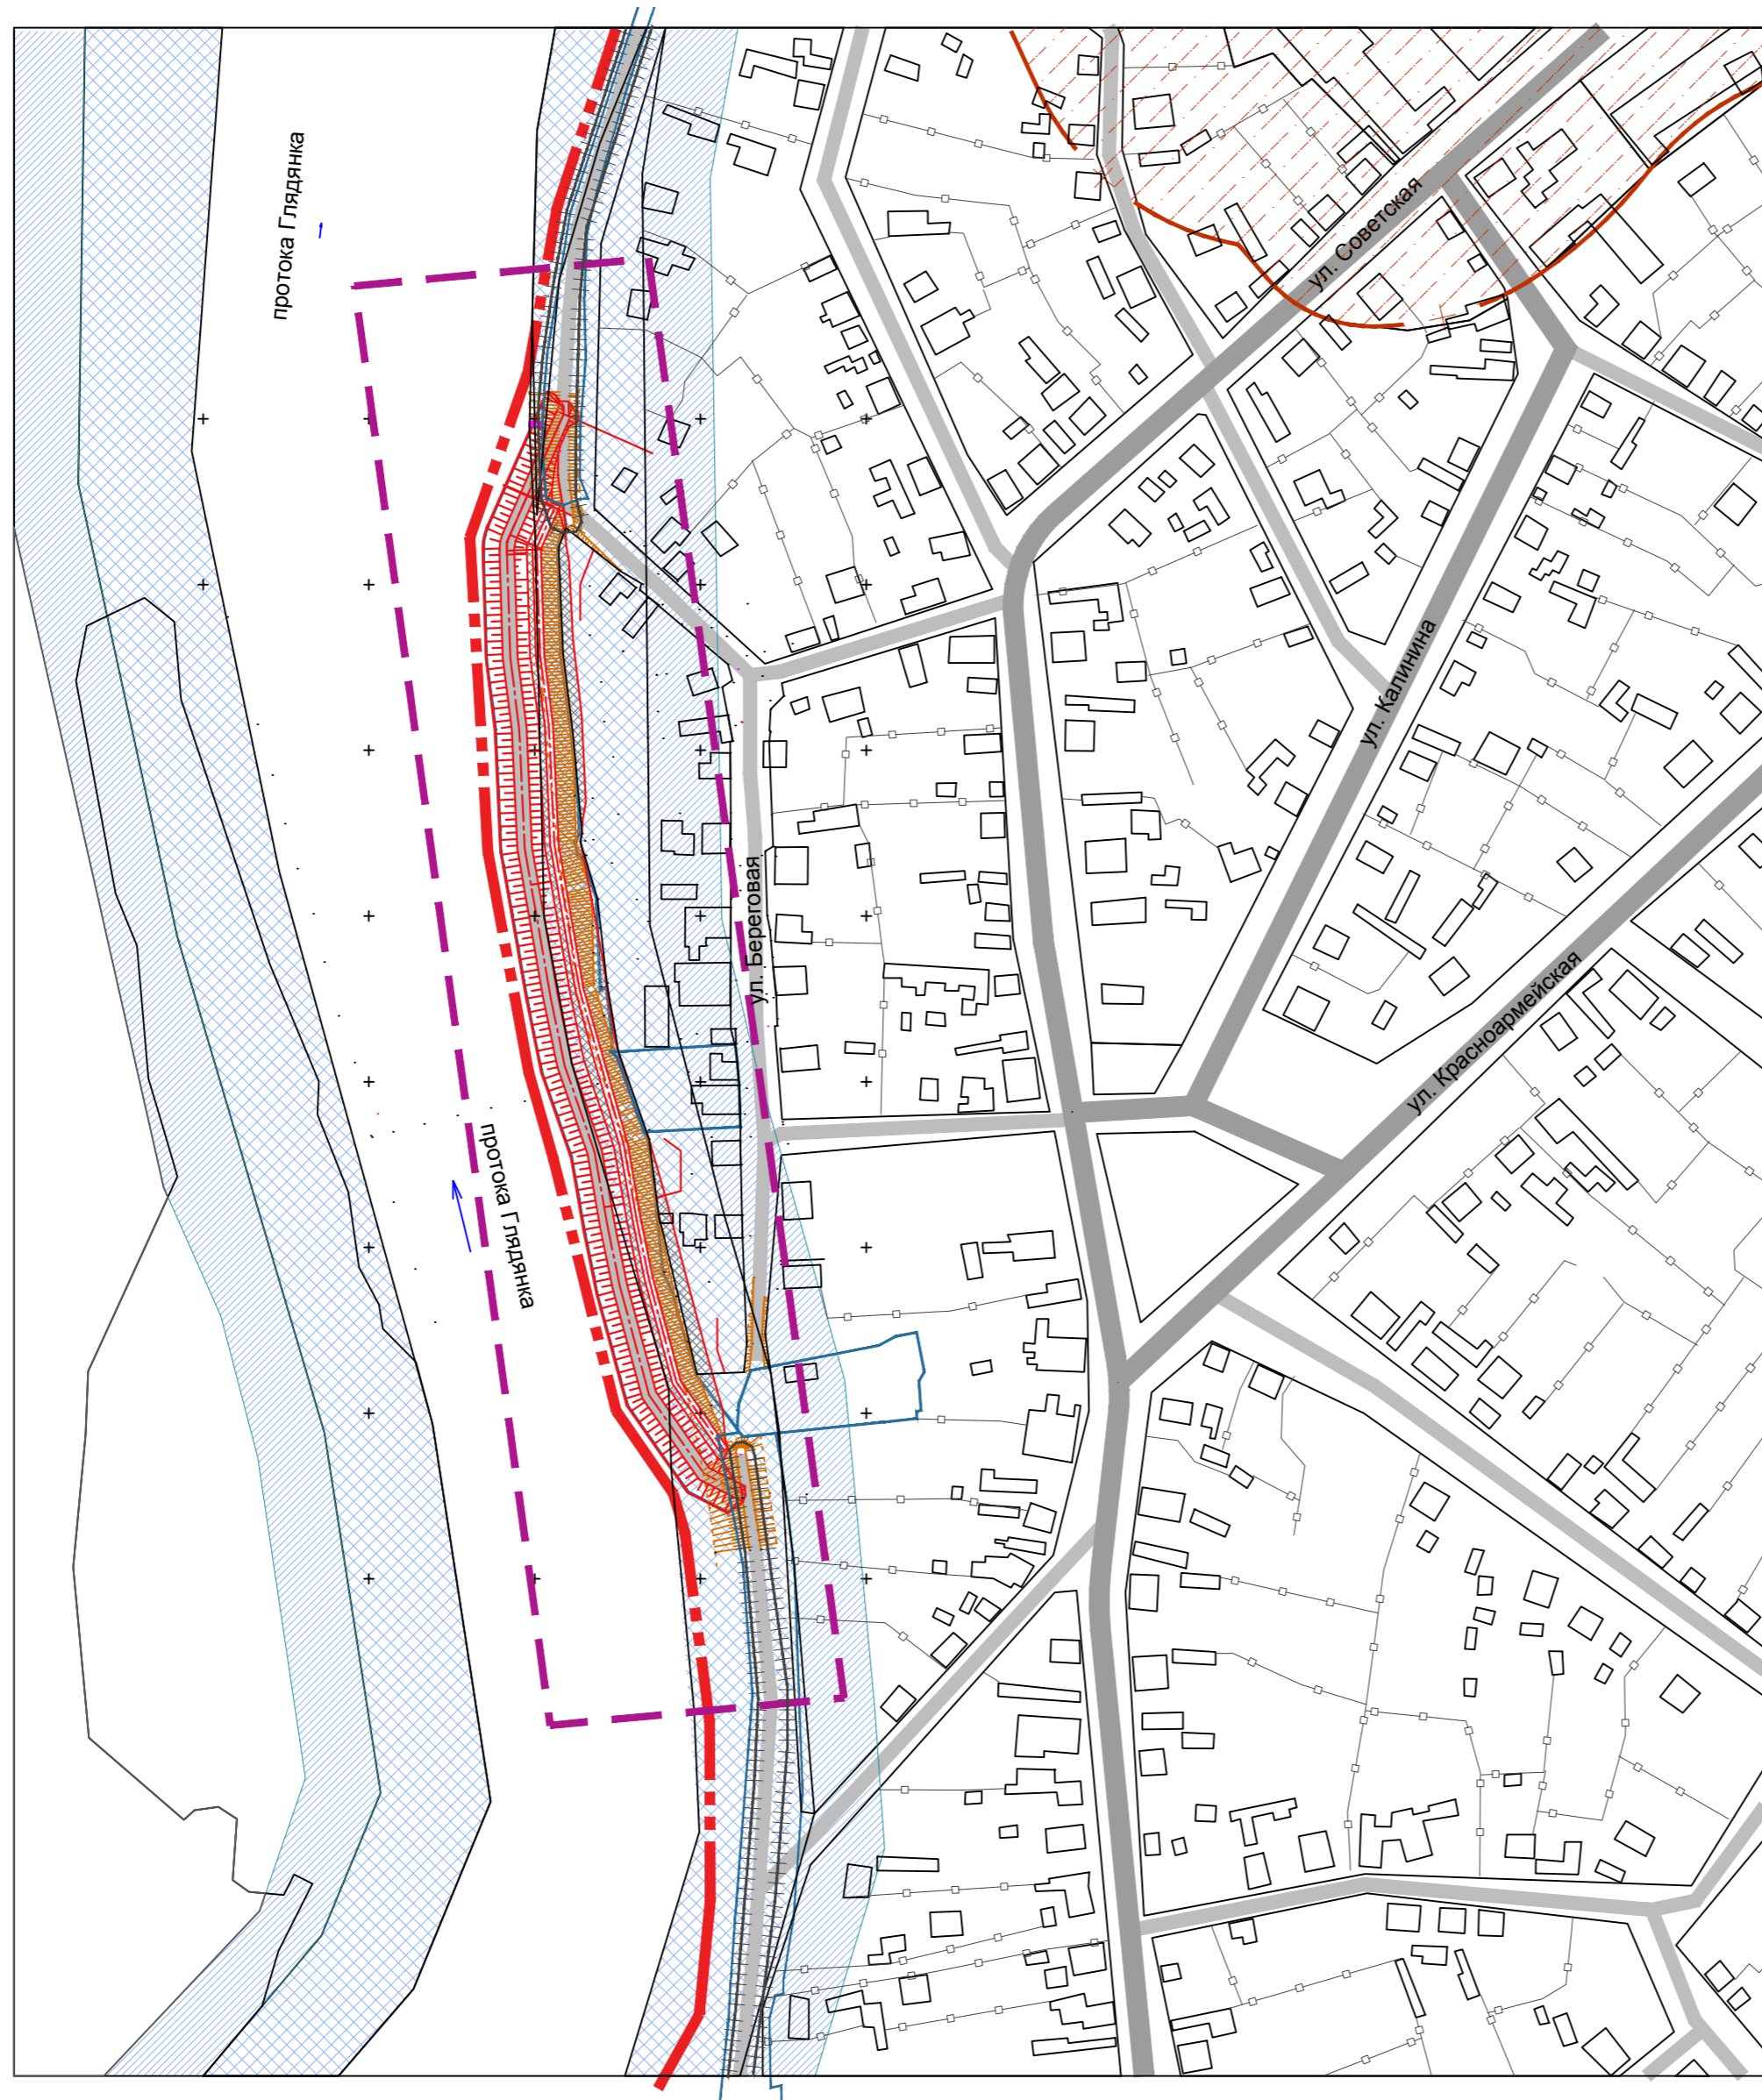 протока Глядянка
ул. Советская
ул. Калинина
ул. Береговая
ул. Красноармейская
протока Глядянка